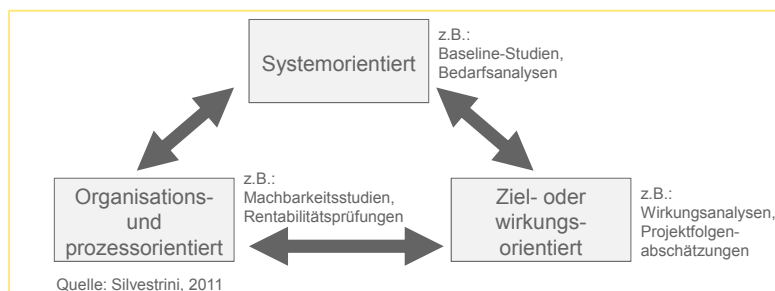 Systemorientiert
z.B.:
Baseline-Studien,
Bedarfsanalysen
Organisations-
und
prozessorientiert
z.B.:
Machbarkeitsstudien,
Rentabilitätsprüfungen
Ziel- oder
wirkungs-
orientiert
z.B.:
Wirkungsanalysen,
Projektfolgen-
abschätzungen
Quelle: Silvestrini, 2011